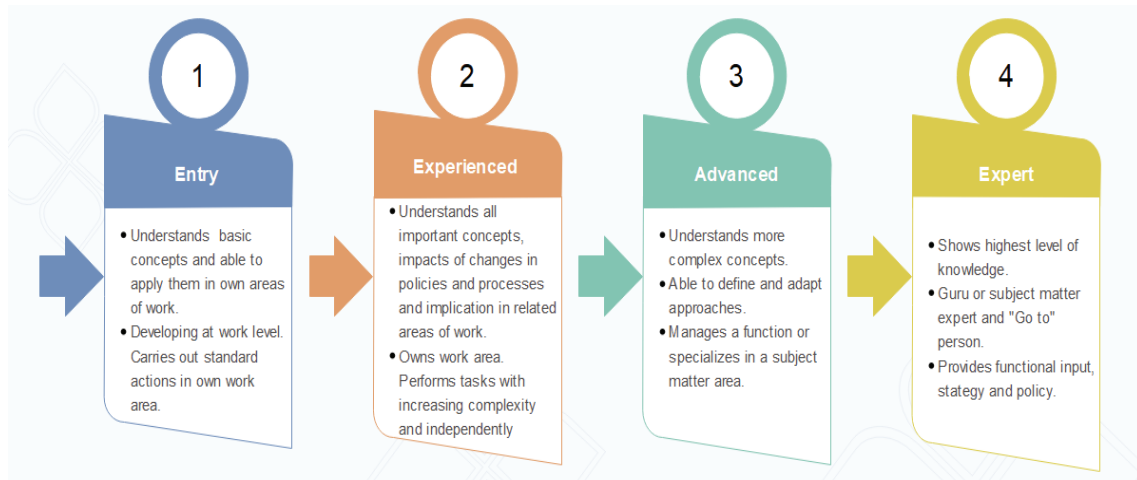 1
Entry
• Understands basic
concepts and able to
apply them in own areas
of work.
• Developing at work level.
Carries out standard
actions in own work
area.
2
Experienced
• Understands all
important concepts,
impacts of changes in
policies and processes
and implication in related
areas of work.
• Owns work area.
Performs tasks with
increasing complexity
and independently
3
Advanced
• Understands more
complex concepts.
• Able to define and adapt
approaches.
• Manages a function or
specializes in a subject
matter area.
4
Expert
• Shows highest level of
knowledge.
• Guru or subject matter
expert and "Go to"
person.
• Provides functional input,
stategy and policy.